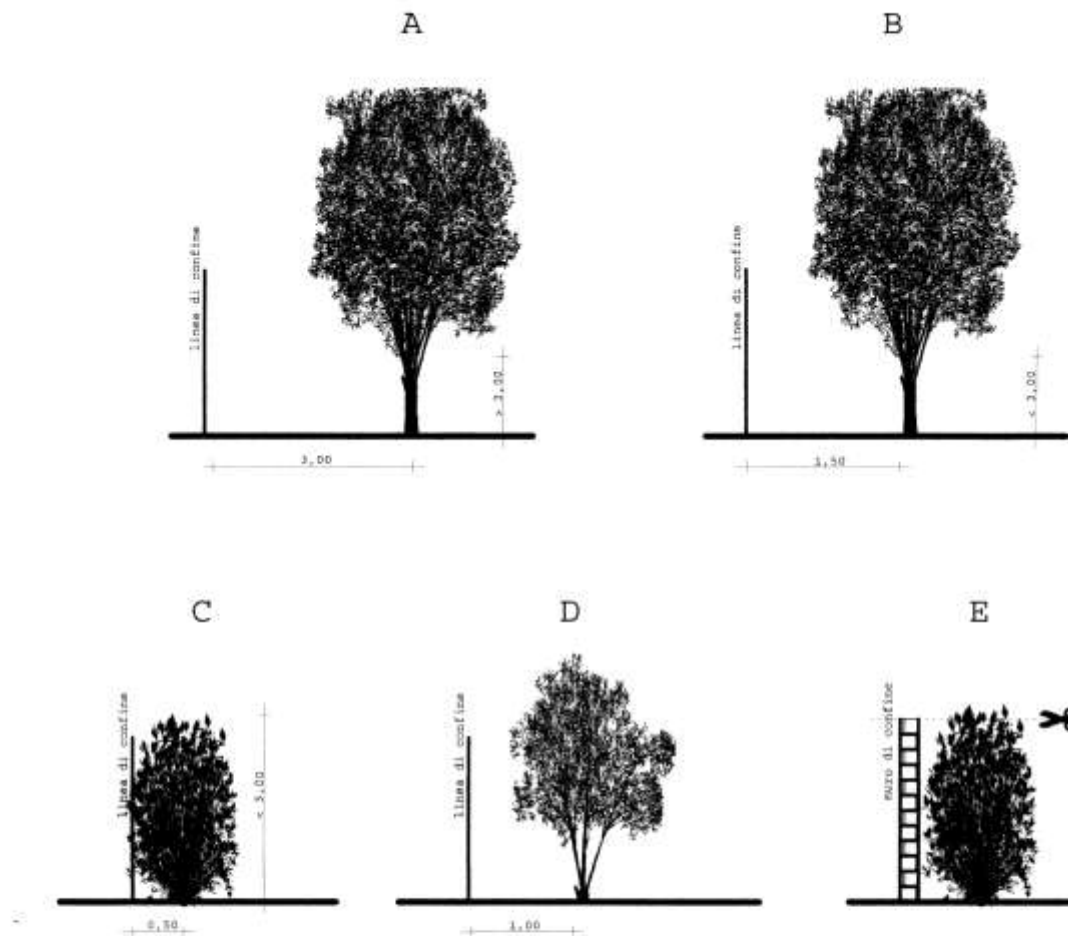 A
B
linea di confine
> 3,00
3,00
linea di confine
< 3,00
1,50
C
D
E
linea di confine
< 3,00
0,50
linea di confine
1,00
muro di confine